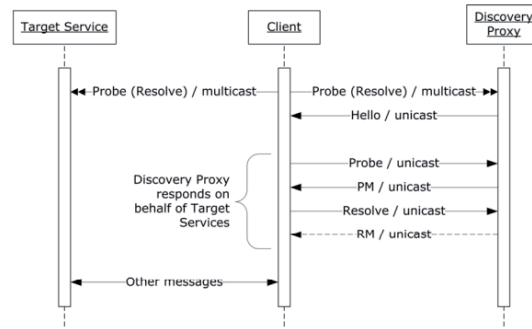 Target Service
Client
Discovery
Proxy
Probe (Resolve) / multicast
Probe (Resolve) / multicast
Hello / unicast
Probe / unicast
Discovery Proxy
responds on
behalf of Target
Services
PM / unicast
Resolve / unicast
RM / unicast
Other messages